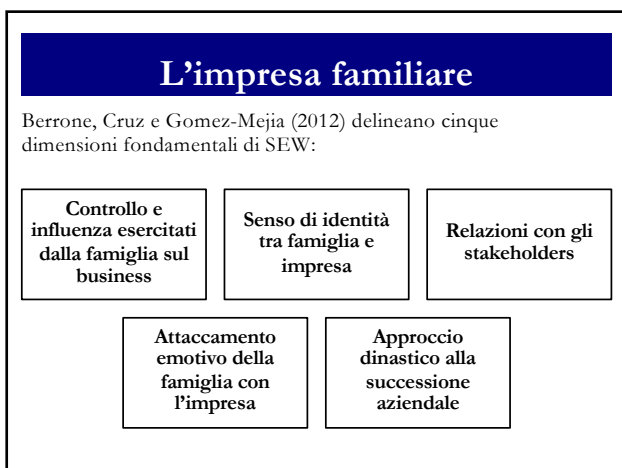 L'impresa familiare
Berrone, Cruz e Gomez-Mejia (2012) delineano cinque
dimensioni fondamentali di SEW:
Controllo e
influenza esercitati
dalla famiglia sul
business
Senso di identità
tra famiglia e
impresa
Relazioni con gli
stakeholders
Attaccamento
emotivo della
famiglia con
l'impresa
Approccio
dinastico alla
successione
aziendale